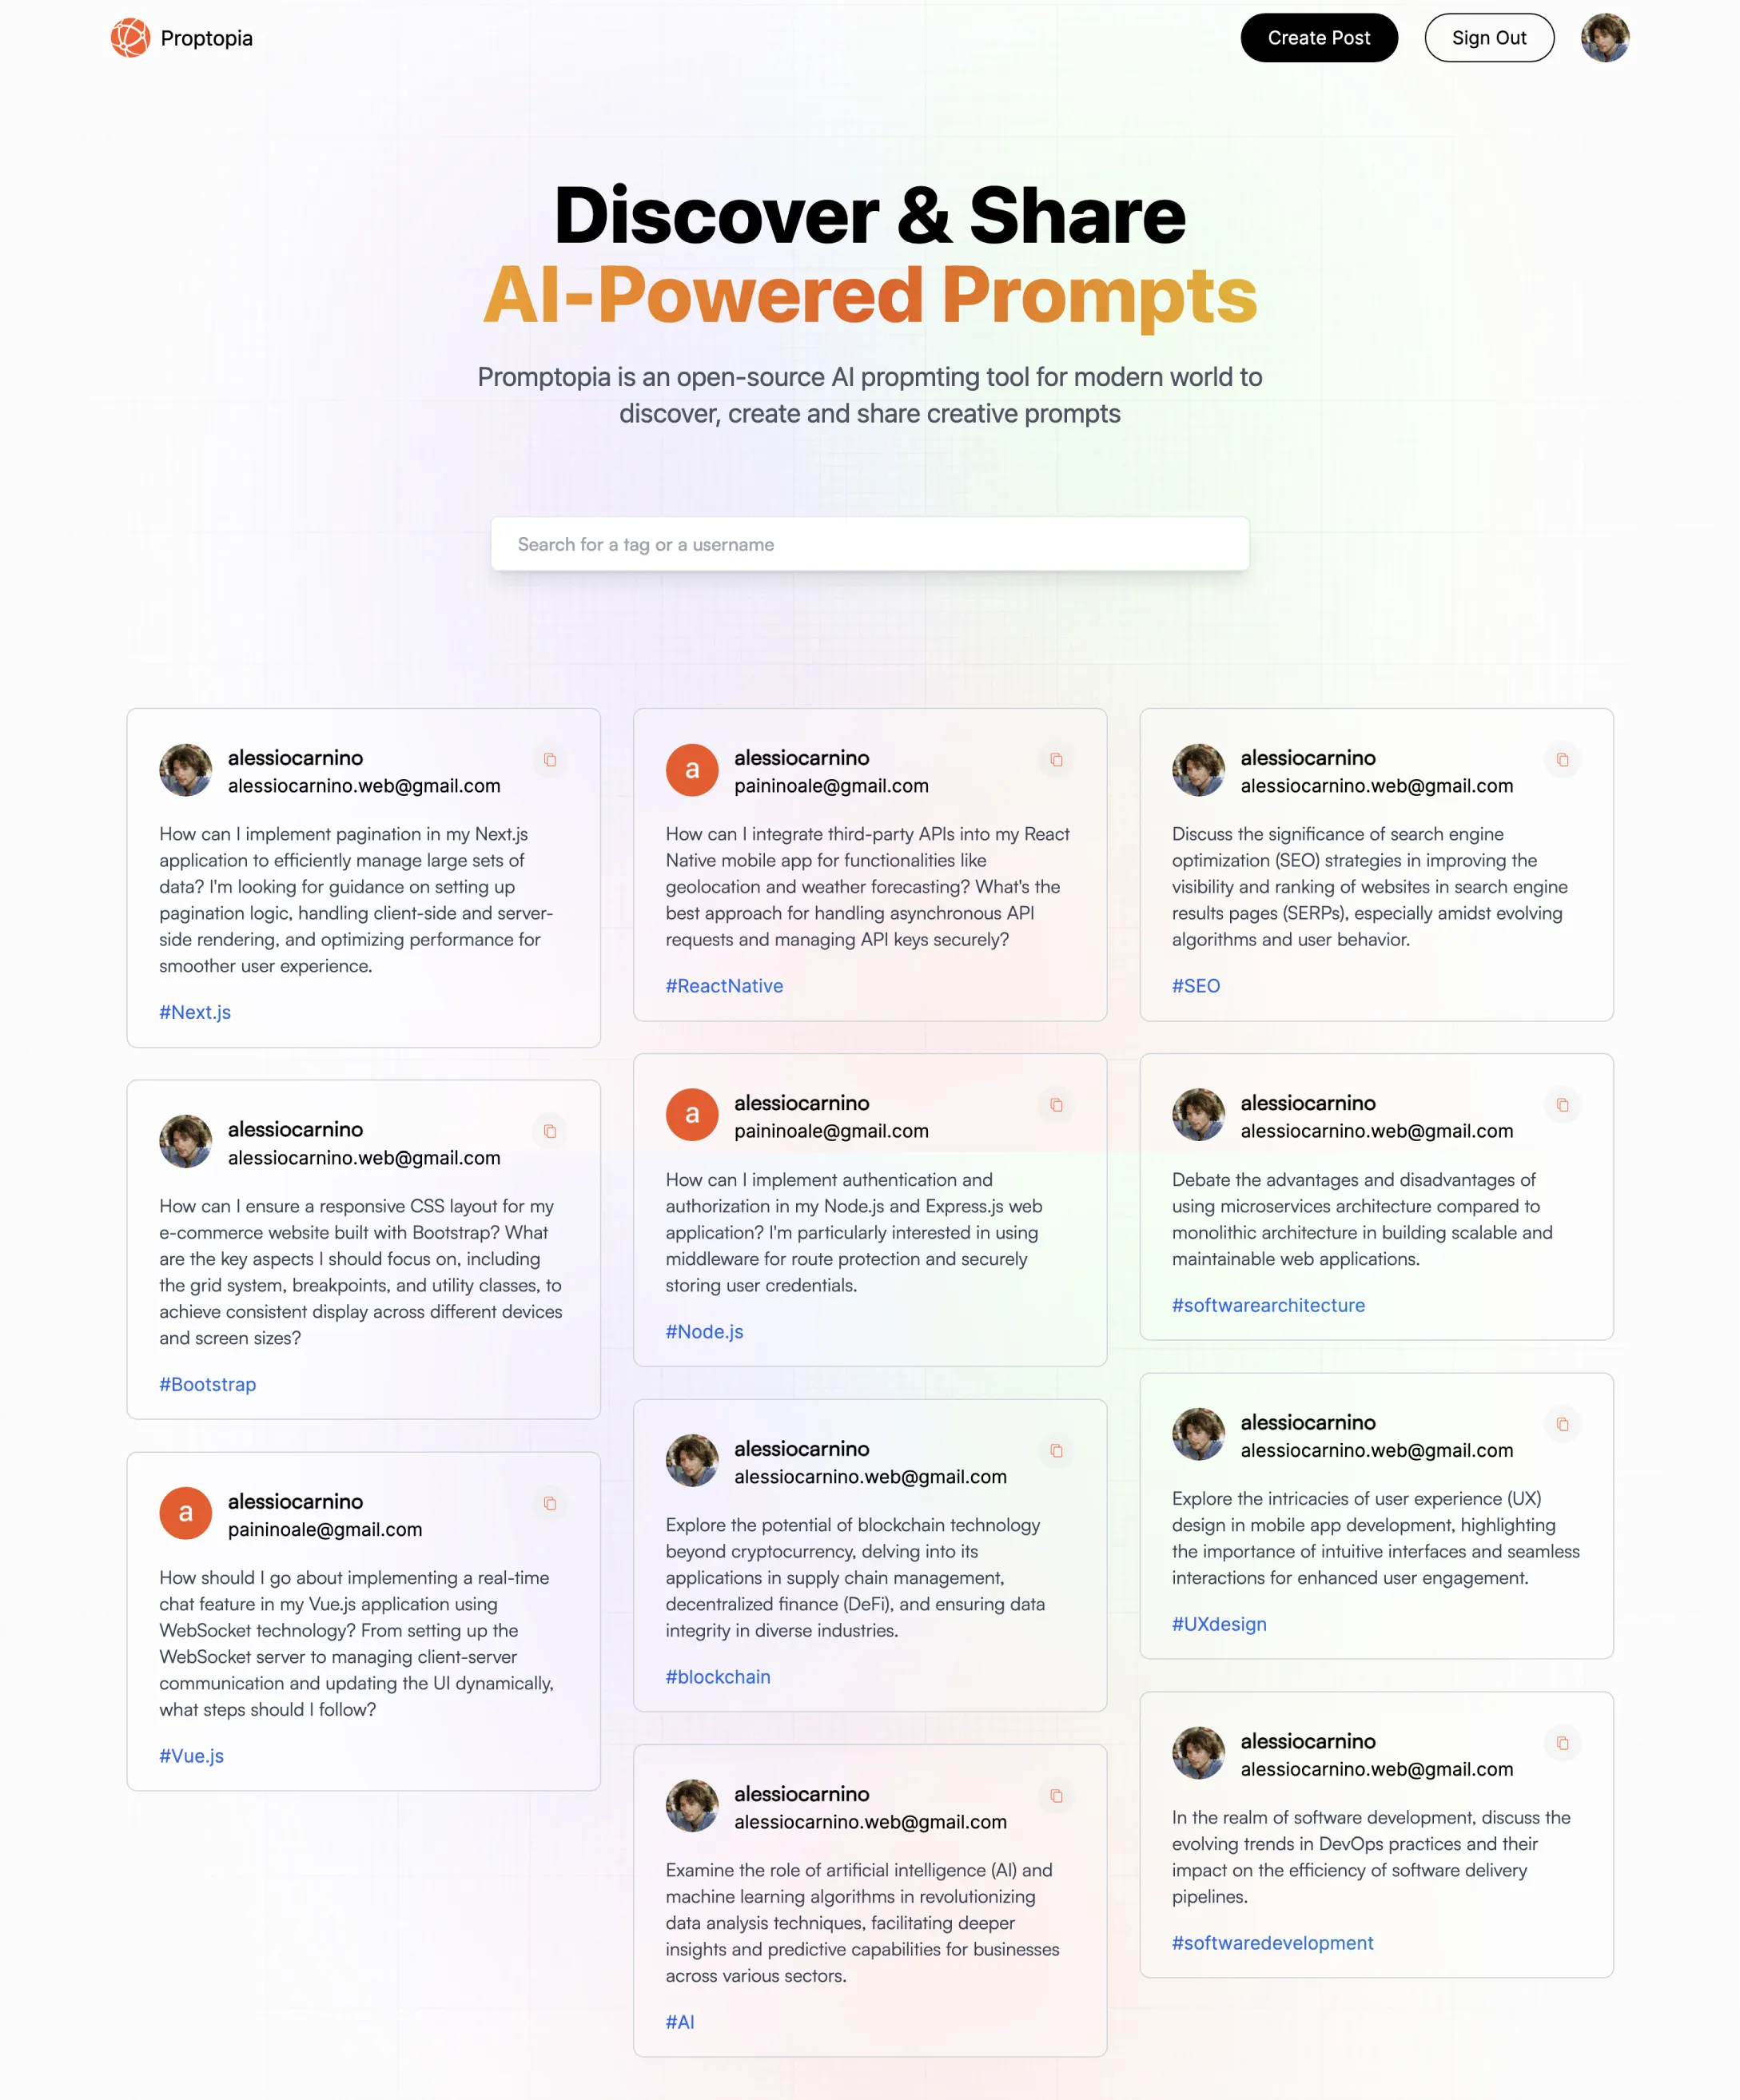 Proptopia
Create Post
Sign Out
Discover & Share
AI-Powered Prompts
Promptopia is an open-source AI propmting tool for modern world to
discover, create and share creative prompts
Search for a tag or a username
alessiocarnino
alessiocarnino.web@gmail.com
How can I implement pagination in my Next.js
application to efficiently manage large sets of
data? I'm looking for guidance on setting up
pagination logic, handling client-side and server-
side rendering, and optimizing performance for
smoother user experience.
#Next.js
alessiocarnino
alessiocarnino.web@gmail.com
How can I ensure a responsive CSS layout for my
e-commerce website built with Bootstrap? What
are the key aspects I should focus on, including
the grid system, breakpoints, and utility classes, to
achieve consistent display across different devices
and screen sizes?
#Bootstrap
a
alessiocarnino
paininoale@gmail.com
How should I go about implementing a real-time
chat feature in my Vue.js application using
WebSocket technology? From setting up the
WebSocket server to managing client-server
communication and updating the UI dynamically,
what steps should I follow?
#Vue.js
a
alessiocarnino
paininoale@gmail.com
How can I integrate third-party APIs into my React
Native mobile app for functionalities like
geolocation and weather forecasting? What's the
best approach for handling asynchronous API
requests and managing API keys securely?
#ReactNative
a
alessiocarnino
paininoale@gmail.com
How can I implement authentication and
authorization in my Node.js and Express.js web
application? I'm particularly interested in using
middleware for route protection and securely
storing user credentials.
#Node.js
alessiocarnino
alessiocarnino.web@gmail.com
Explore the potential of blockchain technology
beyond cryptocurrency, delving into its
applications in supply chain management,
decentralized finance (DeFi), and ensuring data
integrity in diverse industries.
#blockchain
alessiocarnino
alessiocarnino.web@gmail.com
Examine the role of artificial intelligence (AI) and
machine learning algorithms in revolutionizing
data analysis techniques, facilitating deeper
insights and predictive capabilities for businesses
across various sectors.
#AI
alessiocarnino
alessiocarnino.web@gmail.com
Discuss the significance of search engine
optimization (SEO) strategies in improving the
visibility and ranking of websites in search engine
results pages (SERPs), especially amidst evolving
algorithms and user behavior.
#SEO
alessiocarnino
alessiocarnino.web@gmail.com
Debate the advantages and disadvantages of
using microservices architecture compared to
monolithic architecture in building scalable and
maintainable web applications.
#softwarearchitecture
alessiocarnino
alessiocarnino.web@gmail.com
Explore the intricacies of user experience (UX)
design in mobile app development, highlighting
the importance of intuitive interfaces and seamless
interactions for enhanced user engagement.
#UXdesign
alessiocarnino
alessiocarnino.web@gmail.com
In the realm of software development, discuss the
evolving trends in DevOps practices and their
impact on the efficiency of software delivery
pipelines.
#softwaredevelopment